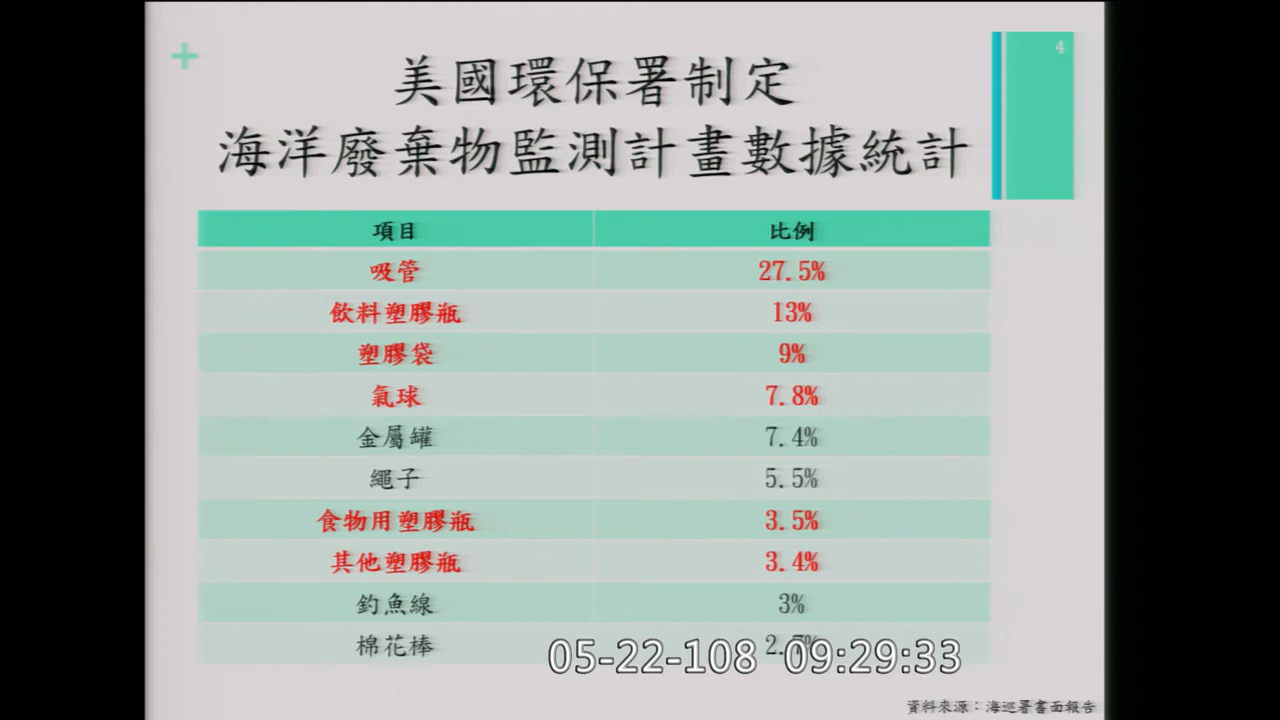 4
美國環保署制定
海洋廢棄物監測計畫數據統計
項目 比例
吸管 27.5%
飲料塑膠瓶 13%
塑膠袋 9%
氣球 7.8%
金屬罐 7.4%
繩子 5.5%
食物用塑膠瓶 3.5%
其他塑膠瓶 3.4%
釣魚線 3%
棉花棒 2.7%
05-22-108 09:29:33
資料來源：海巡署書面報告